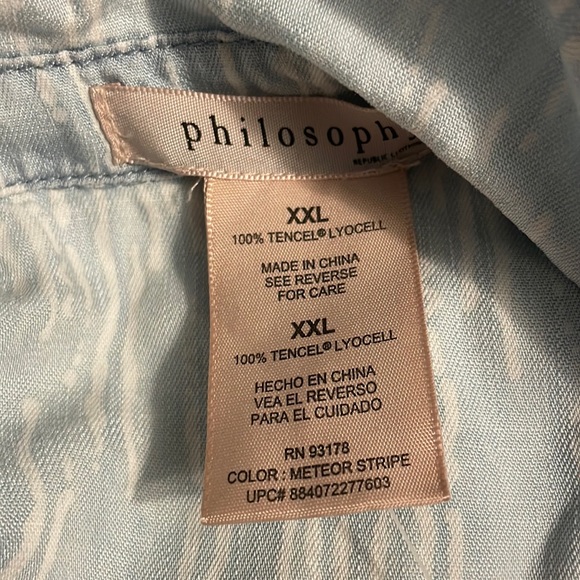 philosophy
REPUBLIC CLOTHING
XXL
100% TENCEL® LYOCELL
MADE IN CHINA
SEE REVERSE
FOR CARE
XXL
100% TENCEL® LYOCELL
HECHO EN CHINA
VEA EL REVERSO
PARA EL CUIDADO
RN 93178
COLOR : METEOR STRIPE
UPC# 884072277603